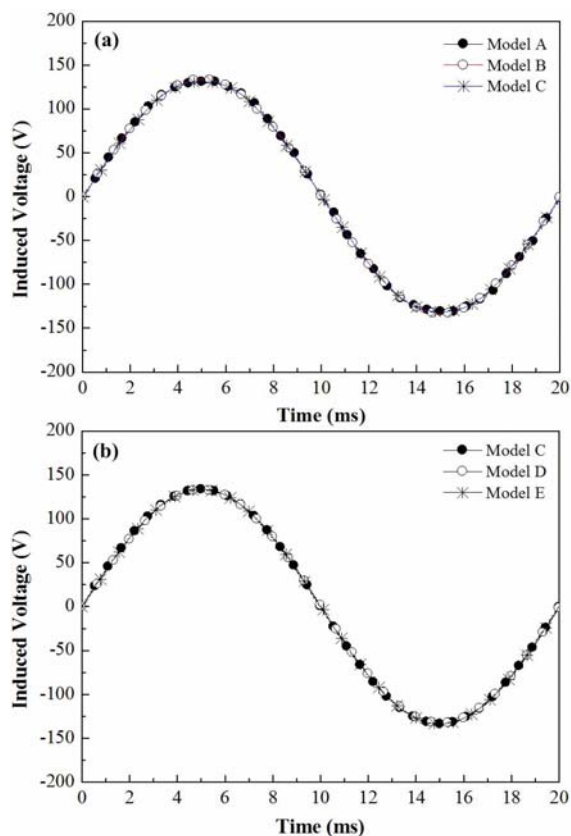 (a)
Model A
Model B
Model C
200
150
100
50
0
-50
-100
-150
-200
Induced Voltage (V)
0 2 4 6 8 10 12 14 16 18 20
Time (ms)
(b)
Model C
Model D
Model E
200
150
100
50
0
-50
-100
-150
-200
Induced Voltage (V)
0 2 4 6 8 10 12 14 16 18 20
Time (ms)